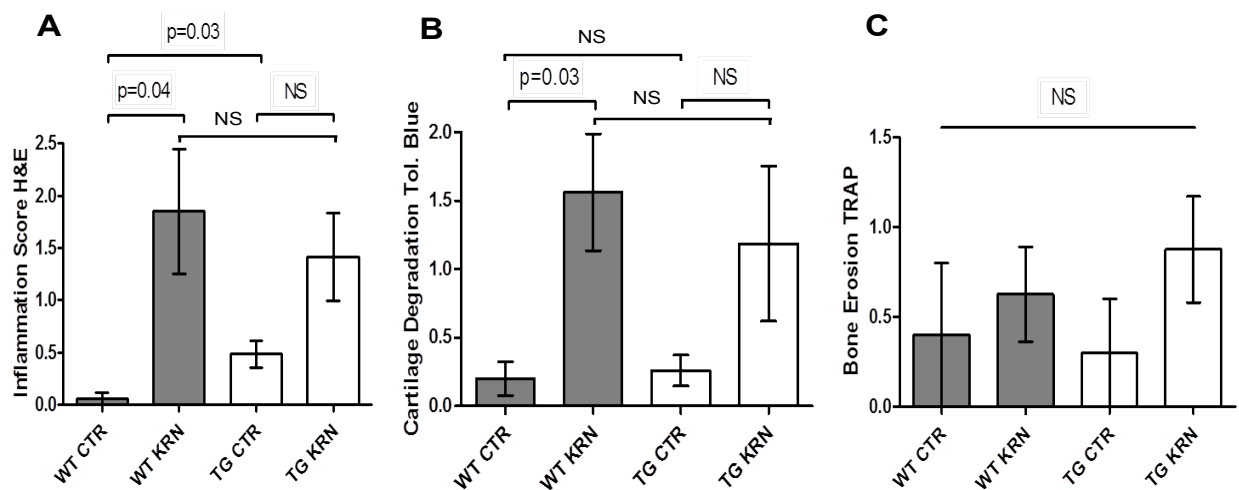 A
p=0.03
p=0.04
NS
NS
Inflammation Score H&E
2.5
2.0
1.5
1.0
0.5
0.0
WT CTR
WT KRN
TG CTR
TG KRN
B
NS
p=0.03
NS
NS
Cartilage Degradation Tol. Blue
2.0
1.5
1.0
0.5
0.0
WT CTR
WT KRN
TG CTR
TG KRN
C
NS
Bone Erosion TRAP
1.5
1.0
0.5
0.0
WT CTR
WT KRN
TG CTR
TG KRN